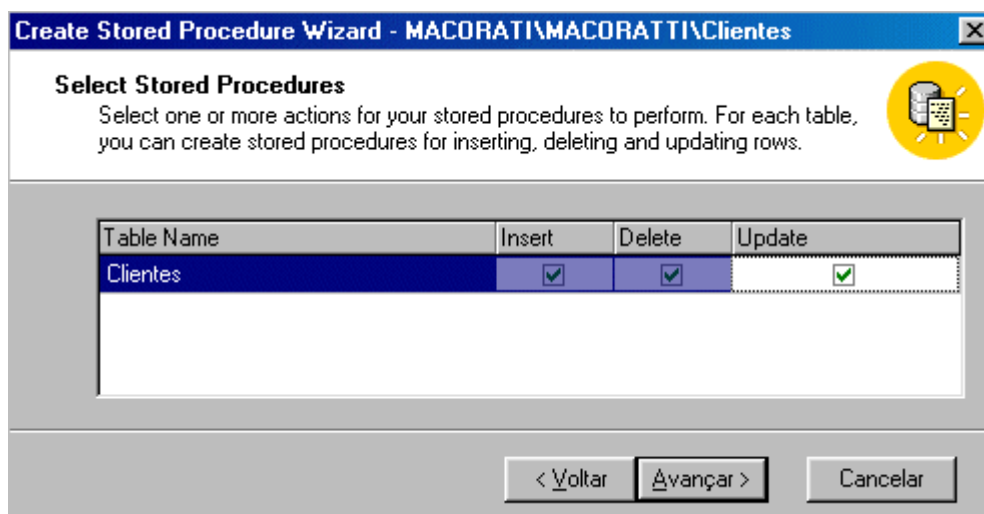 Create Stored Procedure Wizard - MACORATI\MACORATTI\Clientes
Select Stored Procedures
Select one or more actions for your stored procedures to perform. For each table,
you can create stored procedures for inserting, deleting and updating rows.
Table Name Insert Delete Update
Clientes
< Voltar Avançar > Cancelar